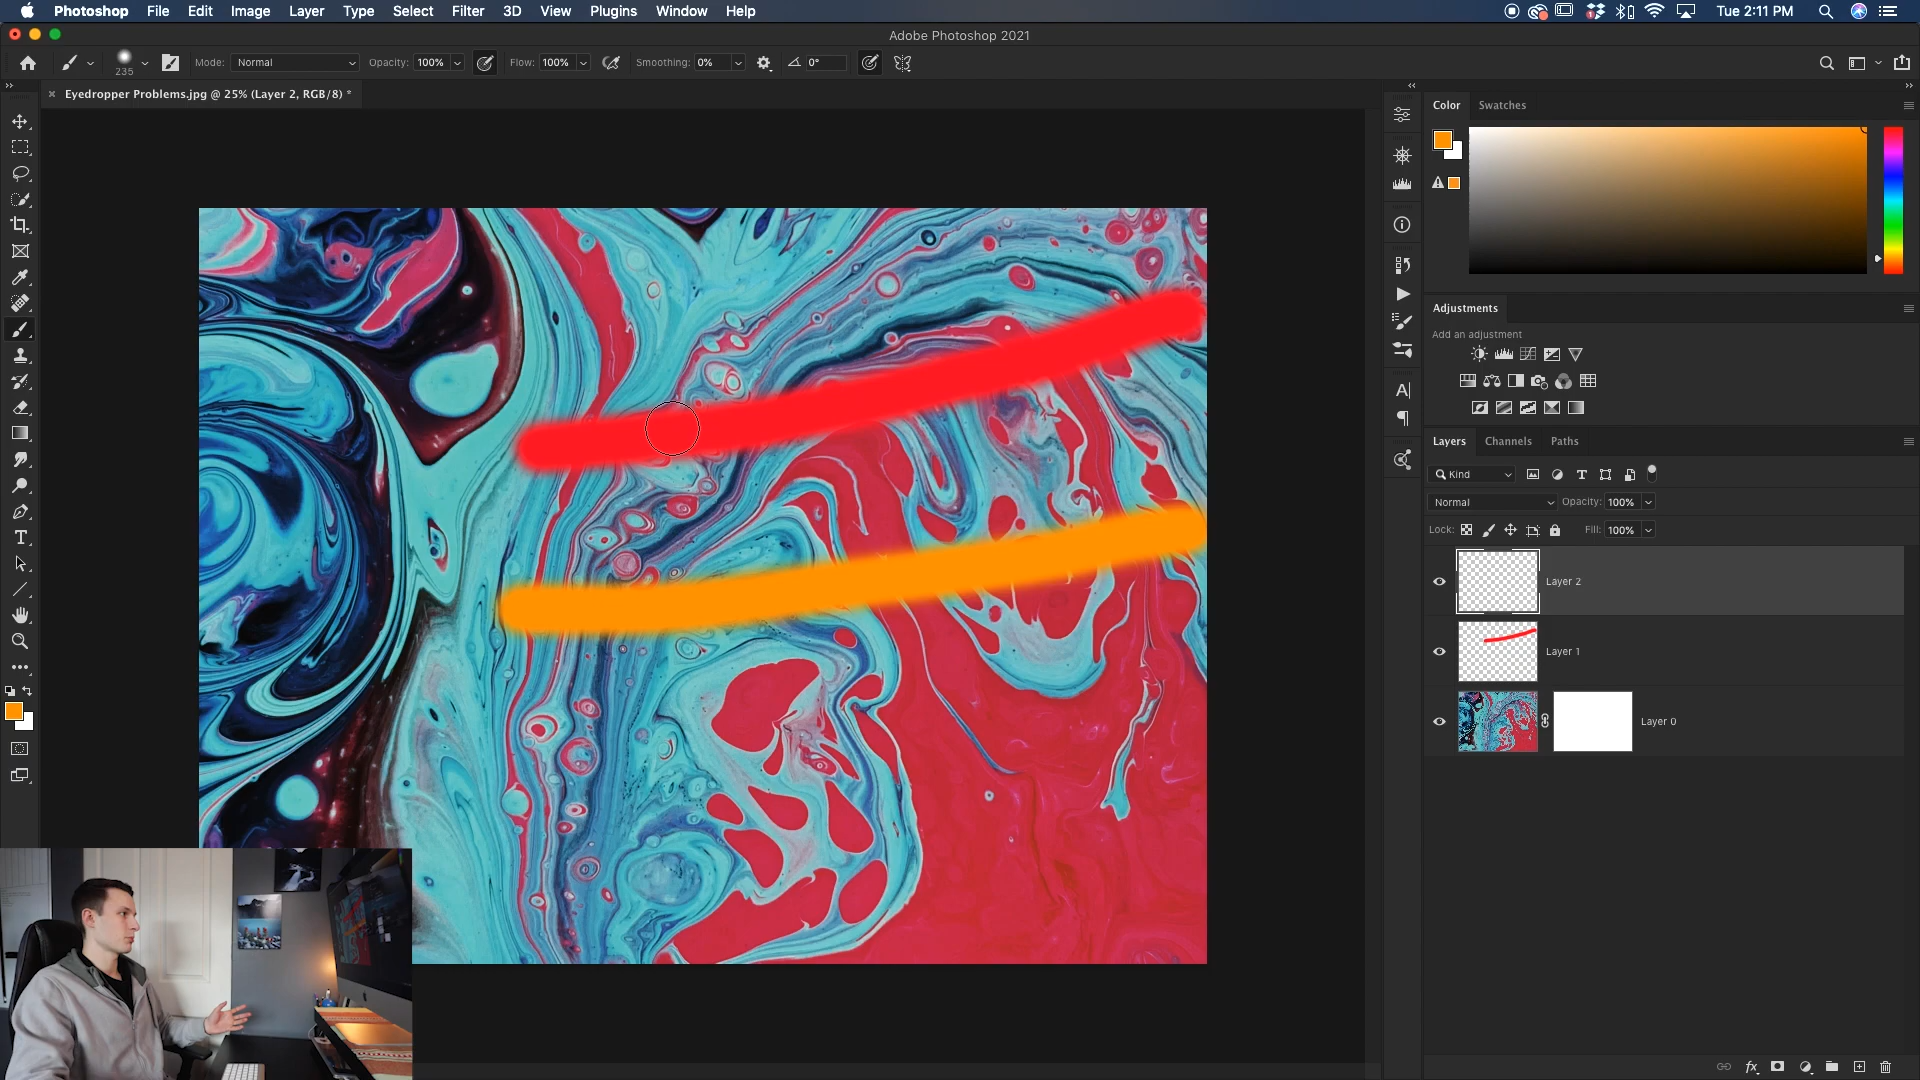 Photoshop File Edit Image Layer Type Select Filter 3D View Plugins Window Help Tue 2:11 PM
Adobe Photoshop 2021
235 Mode: Normal Opacity: 100% Flow: 100% Smoothing: 0% 0°
Eyedropper Problems.jpg @ 25% (Layer 2, RGB/8) *
Color Swatches
Adjustments
Add an adjustment
Layers Channels Paths
Kind
Normal Opacity: 100%
Lock: Fill: 100%
Layer 2
Layer 1
Layer 0